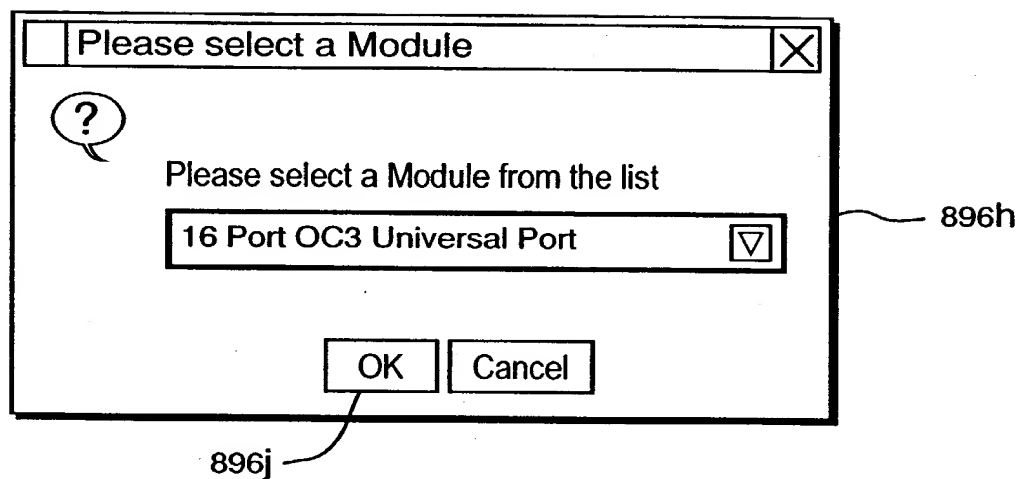 Please select a Module
?
Please select a Module from the list
16 Port OC3 Universal Port
896h
OK Cancel
896j